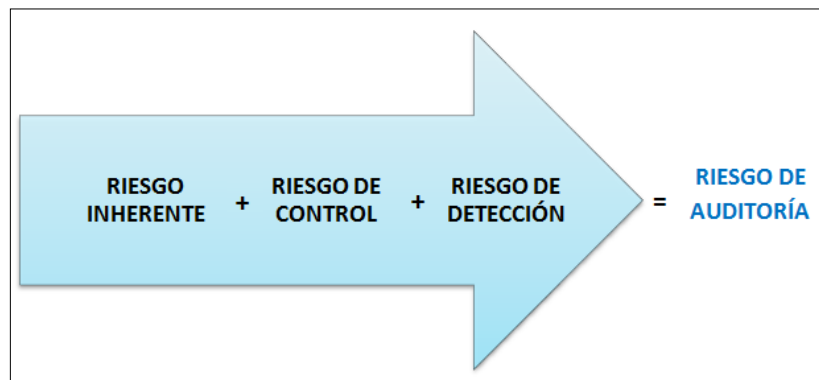 RIESGO
INHERENTE
+
RIESGO DE
CONTROL
+
RIESGO DE
DETECCIÓN
=
RIESGO DE
AUDITORÍA